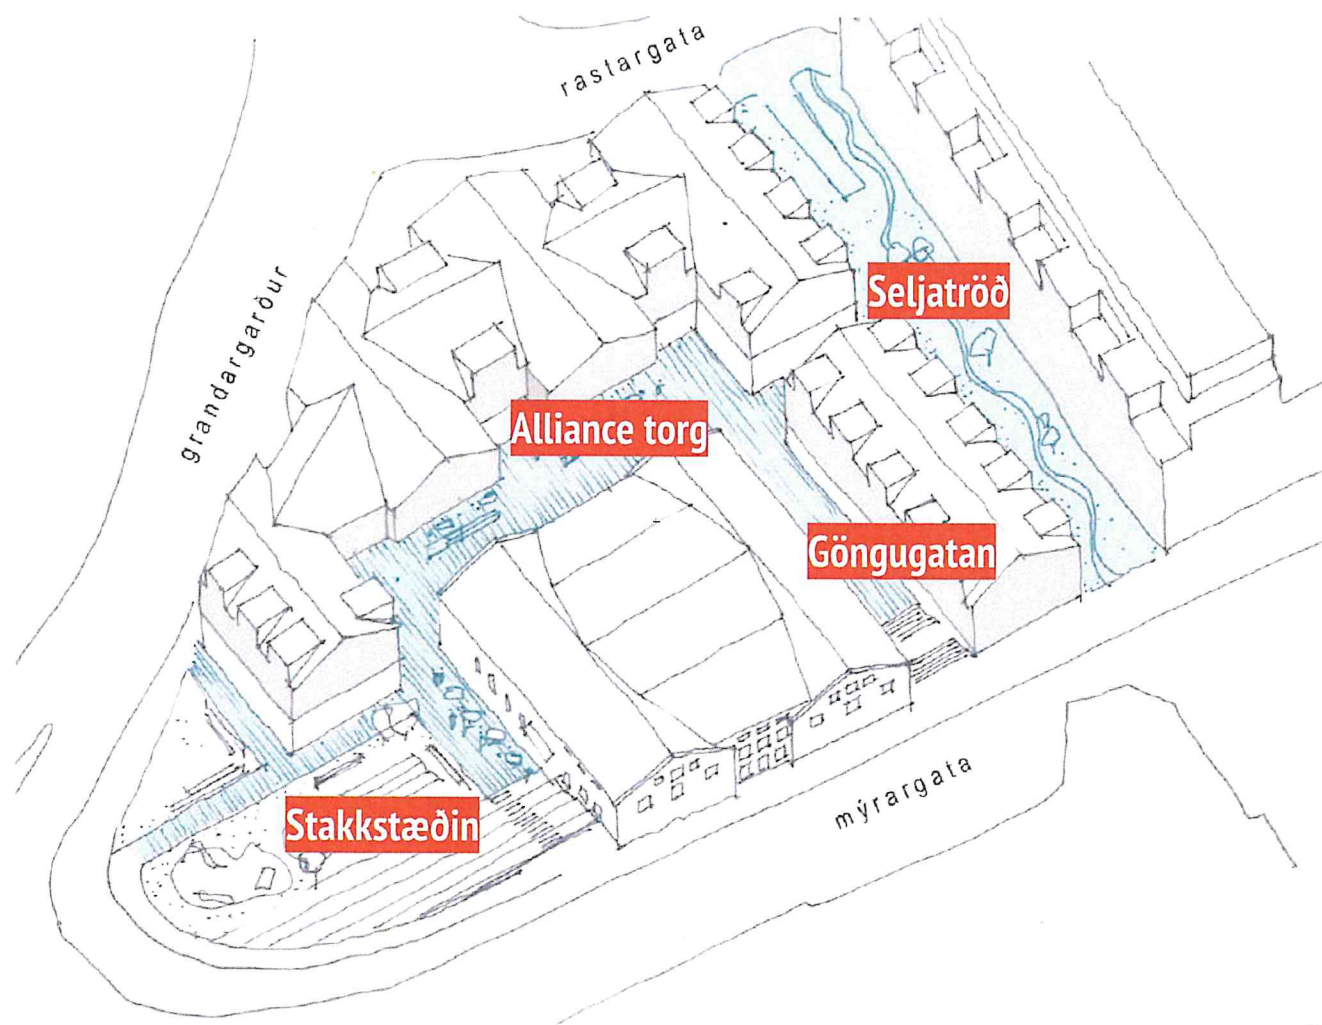 rastargata
grandargarður
Seljatröð
Alliance torg
Göngugatan
Stakkstæðin
mýrargata